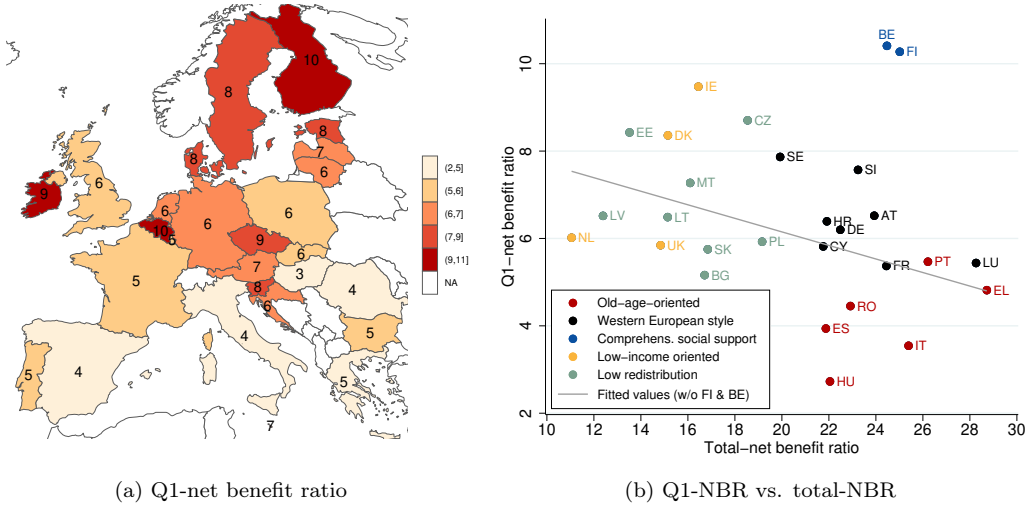 10
8
8
8
7
6
9
6
6
6
6
10
5
9
6
7
3
8
6
5
4
5
4
4
5
5
7
(2,5]
(5,6]
(6,7]
(7,9]
(9,11]
NA
Q1-net benefit ratio
10
8
6
4
2
BE
FI
IE
CZ
EE
DK
SE
SI
MT
LV
LT
HR
AT
DE
NL
UK
SK
PL
CY
BG
FR
PT
LU
EL
RO
ES
IT
HU
Old-age-oriented
Western European style
Comprehens. social support
Low-income oriented
Low redistribution
Fitted values (w/o FI & BE)
10 12 14 16 18 20 22 24 26 28 30
Total-net benefit ratio
(a) Q1-net benefit ratio
(b) Q1-NBR vs. total-NBR